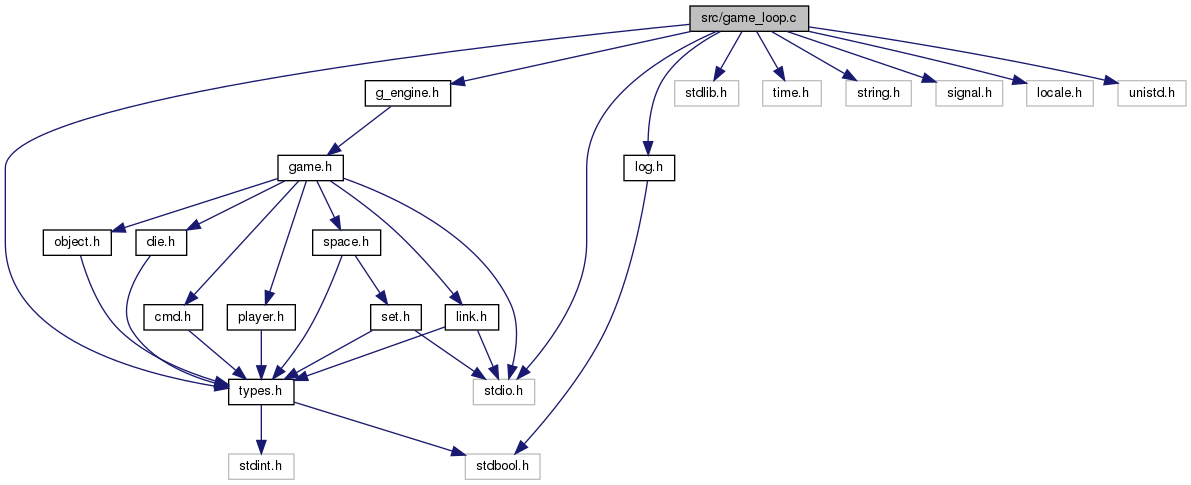 src/game_loop.c
g_engine.h
stdlib.h
time.h
string.h
signal.h
locale.h
unistd.h
game.h
log.h
object.h
die.h
space.h
cmd.h
player.h
set.h
link.h
types.h
stdio.h
stdint.h
stdbool.h